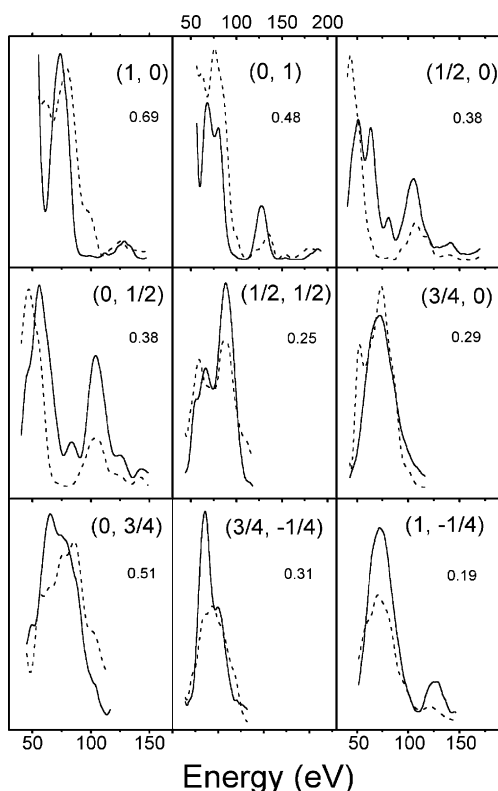 50 100 150 200
(1, 0) (0, 1) (1/2, 0)
0.69 0.48 0.38
(0, 1/2) (1/2, 1/2) (3/4, 0)
0.38 0.25 0.29
(0, 3/4) (3/4, -1/4) (1, -1/4)
0.51 0.31 0.19
50 100 150 50 100 150
Energy (eV)